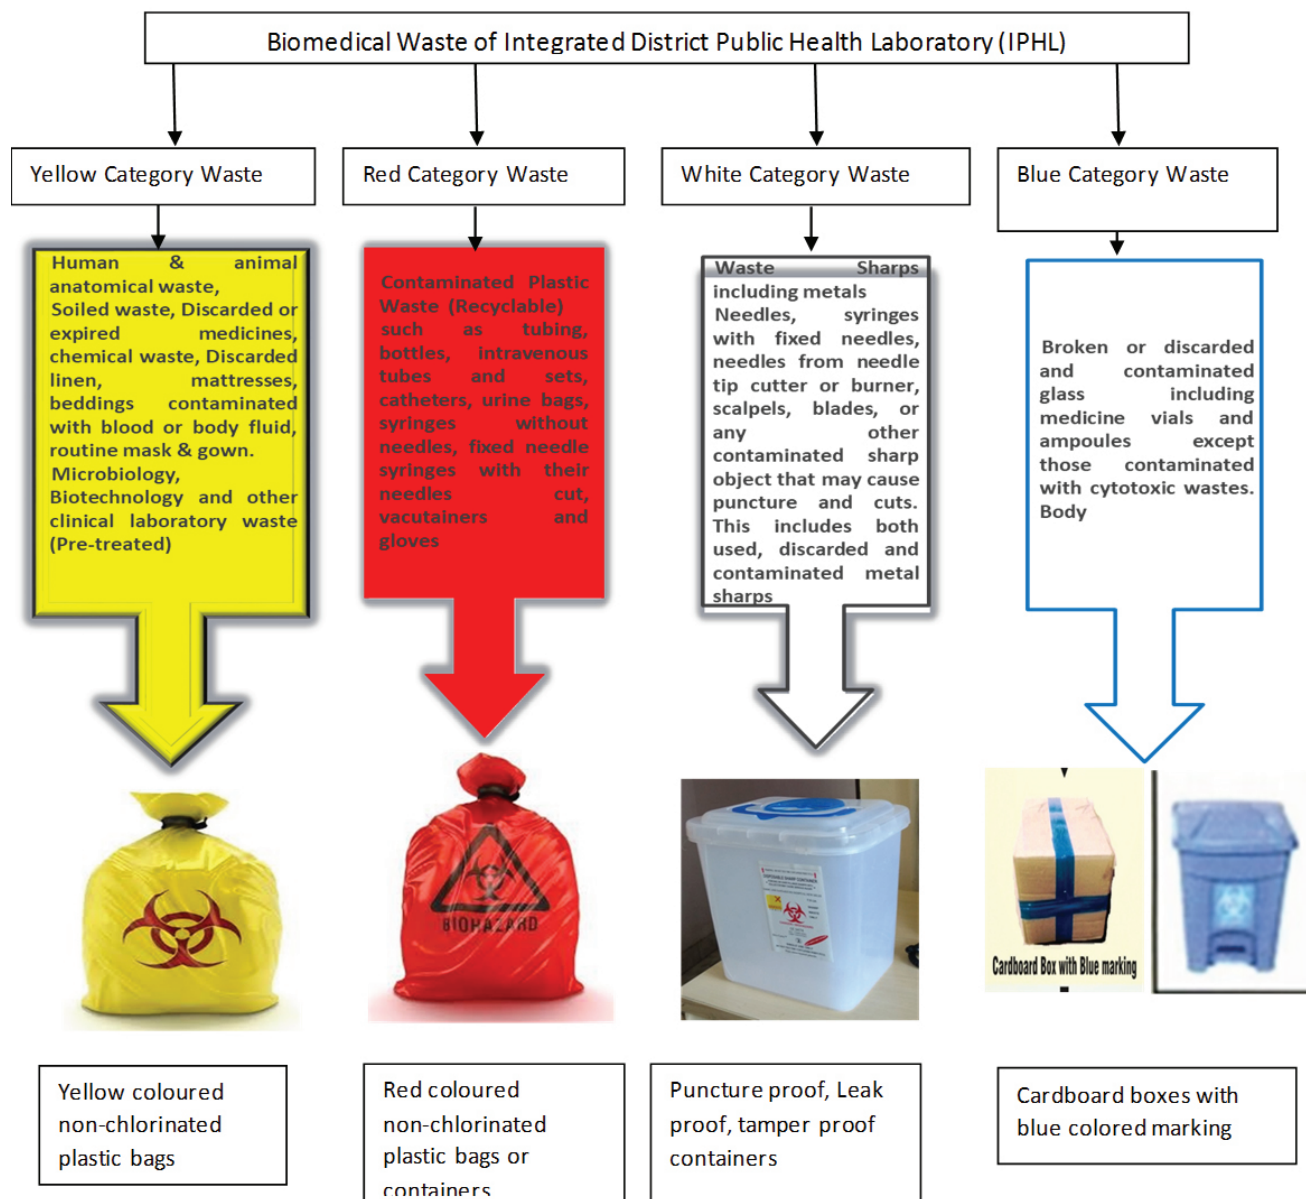 Biomedical Waste of Integrated District Public Health Laboratory (IPHL)
Yellow Category Waste
Red Category Waste
White Category Waste
Blue Category Waste
Human & animal
anatomical waste,
Soiled waste, Discarded or
expired medicines,
chemical waste, Discarded
linen, mattresses,
beddings contaminated
with blood or body fluid,
routine mask & gown.
Microbiology,
Biotechnology and other
clinical laboratory waste
(Pre-treated)
Contaminated Plastic
Waste (Recyclable)
such as tubing,
bottles, intravenous
tubes and sets,
catheters, urine bags,
syringes without
needles, fixed needle
syringes with their
needles cut,
vacutainers and
gloves
Waste Sharps
including metals
Needles, syringes
with fixed needles,
needles from needle
tip cutter or burner,
scalpels, blades, or
any other
contaminated sharp
object that may cause
puncture and cuts.
This includes both
used, discarded and
contaminated metal
sharps
Broken or discarded
and contaminated
glass including
medicine vials and
ampoules except
those contaminated
with cytotoxic wastes.
Body
BIOHAZARD
Cardboard Box with Blue marking
Yellow coloured
non-chlorinated
plastic bags
Red coloured
non-chlorinated
plastic bags or
containers
Puncture proof, Leak
proof, tamper proof
containers
Cardboard boxes with
blue colored marking